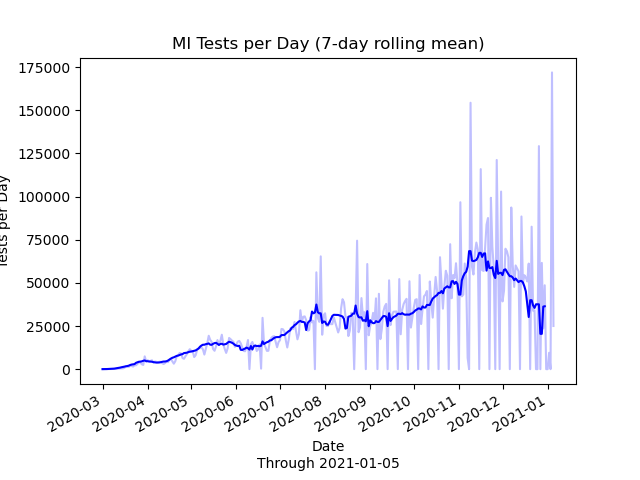 MI Tests per Day (7-day rolling mean)
175000
150000
125000
100000
75000
50000
25000
0
Tests per Day
2020-03 2020-04 2020-05 2020-06 2020-07 2020-08 2020-09 2020-10 2020-11 2020-12 2021-01
Date
Through 2021-01-05